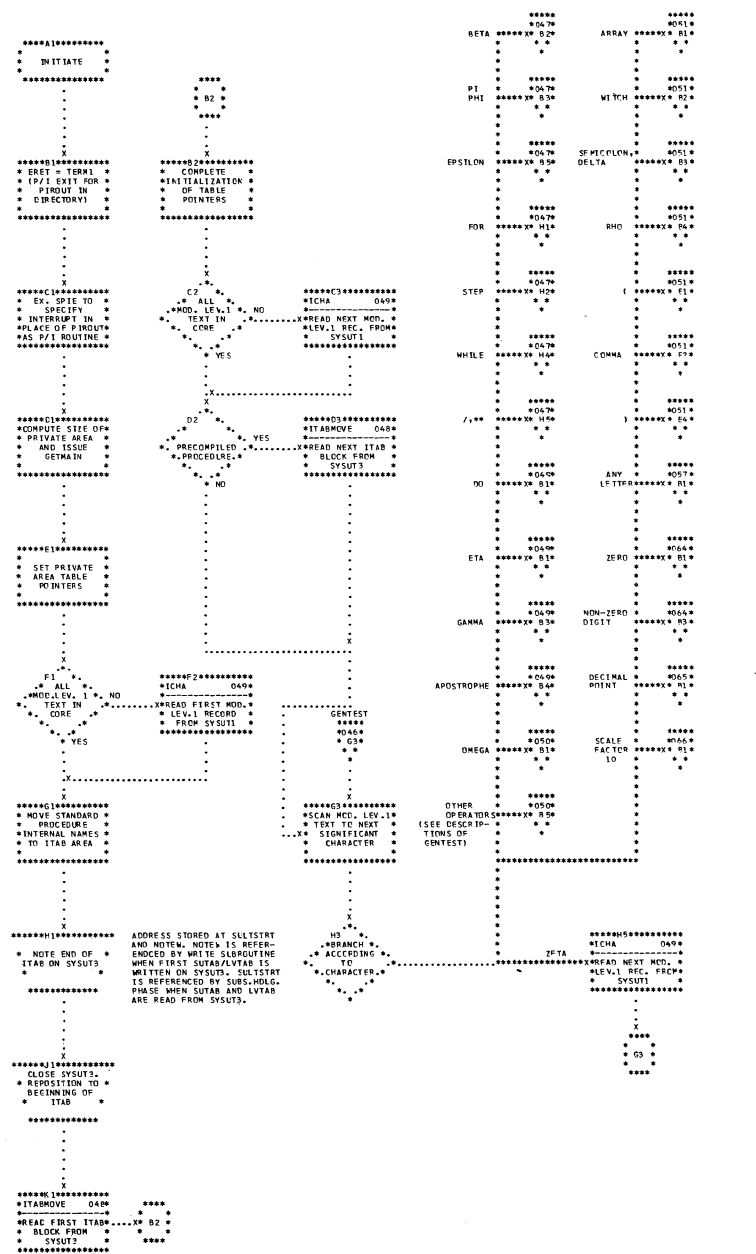 ****A1*********
INITIATE
*****B1**********
* ERET = TERM1 *
* (P/I EXIT FOR *
* PIROUT IN *
* DIRECTORY) *
*****C1**********
* EX. SPIE TO *
* SPECIFY *
* INTERRUPT IN *
*PLACE OF PIROUT*
*AS P/I ROUTINE *
*****D1**********
*COMPUTE SIZE OF*
* PRIVATE AREA *
* AND ISSUE *
* GETMAIN *
*****E1**********
* SET PRIVATE *
* AREA TABLE *
* POINTERS *
F1
.* ALL *.
.*MOD.LEV. 1 *. NO
*. TEXT IN .*
*. CORE .*
* YES
*****F2**********
*ICHA 049*
X*READ FIRST MOD.*
* LEV.1 RECORD *
* FROM SYSUT1 *
*****G1**********
* MOVE STANDARD *
* PROCEDURE *
*INTERNAL NAMES *
* TO ITAB AREA *
******H1***********
* NOTE END OF *
ITAB ON SYSUT3
ADDRESS STORED AT SULTSTRT
AND NOTEW. NOTEW IS REFER-
ENDCED BY WRITE SLBROUTINE
WHEN FIRST SUTAB/LVTAB IS
WRITTEN ON SYSUT3. SULTSTRT
IS REFERENCED BY SUBS.HDLG.
PHASE WHEN SUTAB AND LVTAB
ARE READ FROM SYSUT3.
******J1***********
CLOSE SYSUT3.
* REPOSITION TO *
BEGINNING OF
* ITAB *
*****K1**********
*ITABMOVE 048*
*READ FIRST ITAB*....X* B2 *
* BLOCK FROM *
* SYSUT3 *
* B2 *
*****B2**********
* COMPLETE *
*INITIALIZATION *
* OF TABLE *
* POINTERS *
C2
.* ALL *.
.*MOD. LEV.1 *. NO
*. TEXT IN .*
*. CORE .*
* YES
*****C3**********
*ICHA 049*
X*READ NEXT MOD. *
*LEV.1 REC. FROM*
* SYSUT1 *
D2
YES
*. PRECOMPILED .*
*.PROCEDURE.*
* NO
*****D3**********
*ITABMOVE 048*
X*READ NEXT ITAB *
* BLOCK FROM *
* SYSUT3 *
GENTEST
*****
*046*
* G3*
*****G3**********
*SCAN MOD. LEV.1*
* TEXT TO NEXT *
X* SIGNIFICANT *
* CHARACTER *
H3
*BRANCH *.
.* ACCORDING *.
*. TO .*
*.CHARACTER.*
ZETA
*****H5**********
*ICHA 049*
X*READ NEXT MOD. *
*LEV.1 REC. FROM*
* SYSUT1 *
* G3 *
*047*
BETA *****X* B2*
*047*
PI
PHI *****X* B3*
*047*
EPSILON *****X* B5*
*047*
FOR *****X* H1*
*047*
STEP *****X* H2*
*047*
WHILE *****X* H4*
*047*
/,** *****X* H5*
*049*
DO *****X* B1*
*049*
ETA *****X* B1*
*049*
GAMMA *****X* B3*
*049*
APOSTROPHE *****X* B4*
*050*
OMEGA *****X* B1*
*050*
OTHER
OPERATORS*****X* B5*
(SEE DESCRIP-
TIONS OF
GENTEST)
*051*
ARRAY *****X* B1*
*051*
WITCH *****X* B2*
*051*
SEMICOLON,
DELTA *****X* B3*
*051*
RHO *****X* B4*
*051*
( *****X* E1*
*051*
COMMA *****X*
*051*
) *****X* E4*
*057*
ANY
LETTER*****X* B1*
*064*
ZERO *****X* B1*
*064*
NON-ZERO
DIGIT *****X* B3*
*065*
DECIMAL
POINT *****X* B1*
*066*
SCALE
FACTOR *****X* B1*
10